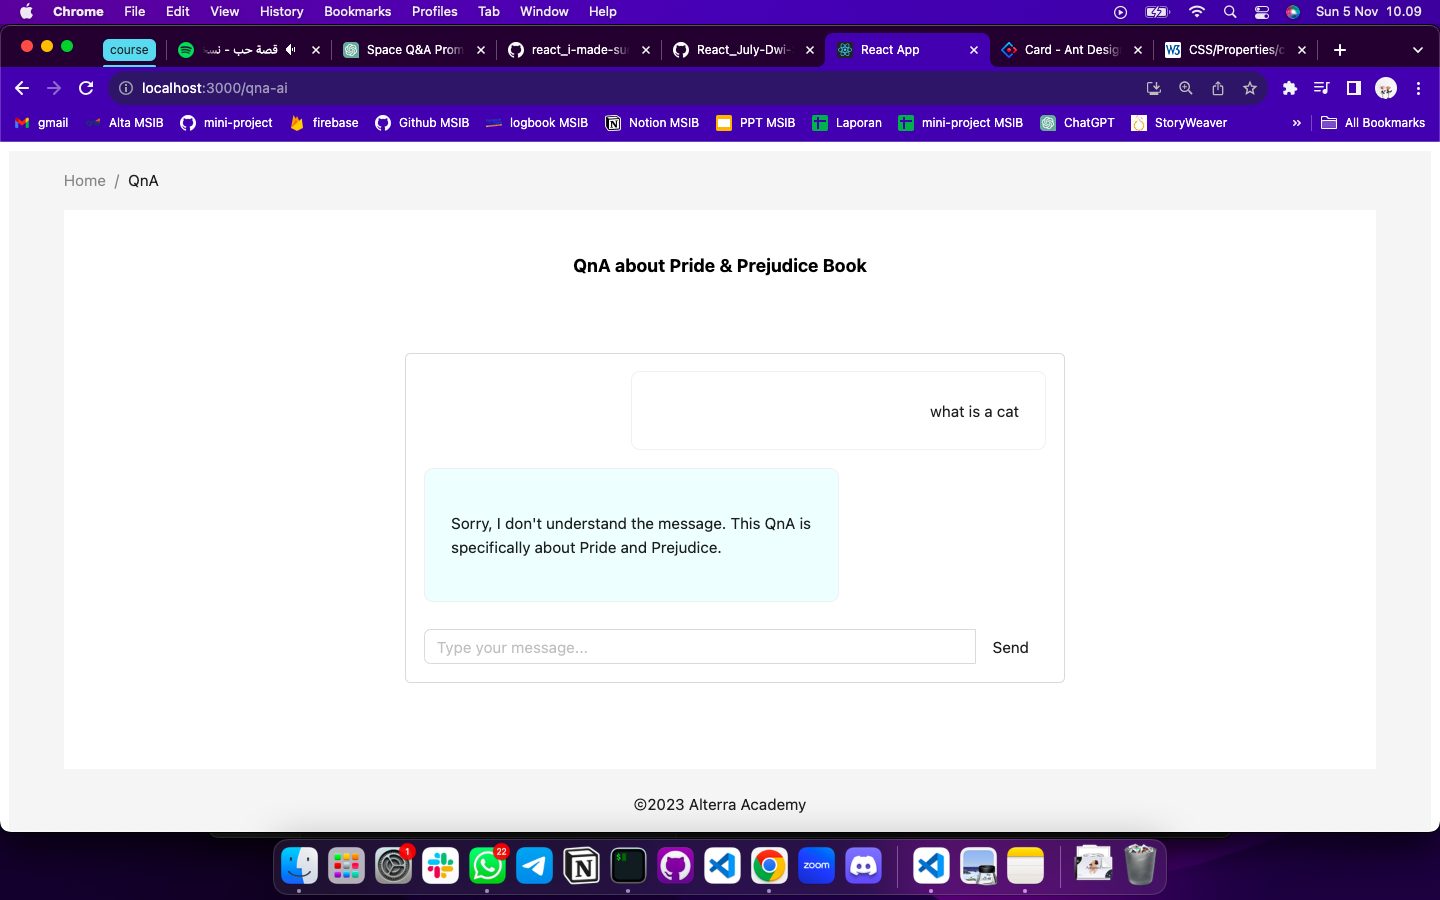 Chrome File Edit View History Bookmarks Profiles Tab Window Help Sun 5 Nov 10.09
course قصة حب - نسـ Space Q&A Prom react_i-made-su React_July-Dwi- React App Card - Ant Desig CSS/Properties/c
localhost:3000/qna-ai
gmail Alta MSIB mini-project firebase Github MSIB logbook MSIB Notion MSIB PPT MSIB Laporan mini-project MSIB ChatGPT StoryWeaver » All Bookmarks
Home / QnA
QnA about Pride & Prejudice Book
what is a cat
Sorry, I don't understand the message. This QnA is
specifically about Pride and Prejudice.
Type your message... Send
©2023 Alterra Academy
1 22 zoom